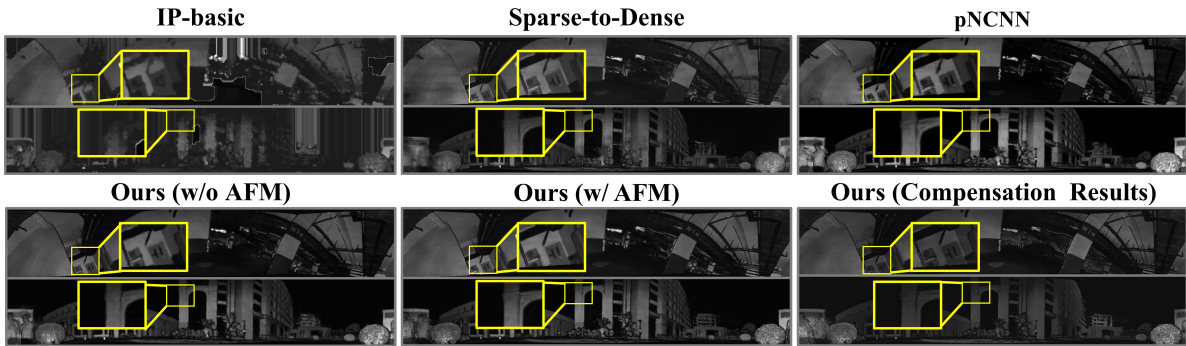 IP-basic
Sparse-to-Dense
pNCNN
Ours (w/o AFM)
Ours (w/ AFM)
Ours (Compensation Results)